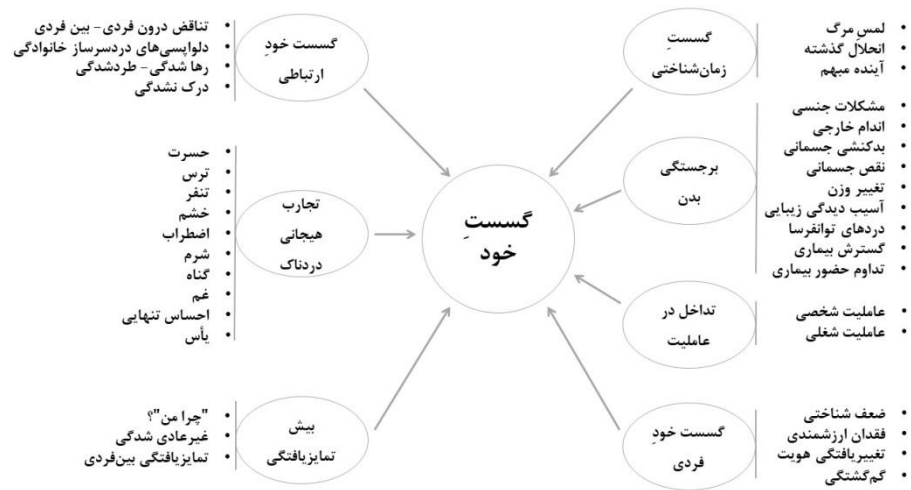 گسستِ
خود
گسستِ
زمان‌شناختی
• لمس مرگ
• انحلال گذشته
• آینده مبهم
برجستگی
بدن
• مشکلات جنسی
• اندام خارجی
• بدکنشی جسمانی
• نقص جسمانی
• تغییر وزن
• آسیب دیدگی زیبایی
• دردهای توانفرسا
• گسترش بیماری
• تداوم حضور بیماری
تداخل در
عاملیت
• عاملیت شخصی
• عاملیت شغلی
گسست خودِ
فردی
• ضعف شناختی
• فقدان ارزشمندی
• تغییریافتگی هویت
• گم‌گشتگی
گسست خودِ
ارتباطی
• تناقض درون فردی- بین فردی
• دلواپسی‌های دردسرساز خانوادگی
• رها شدگی- طردشدگی
• درک نشدگی
تجارب
هیجانی
دردناک
• حسرت
• ترس
• تنفر
• خشم
• اضطراب
• شرم
• گناه
• غم
• احساس تنهایی
• یأس
بیش
تمایزیافتگی
• "چرا من"؟
• غیرعادی شدگی
• تمایزیافتگی بین‌فردی